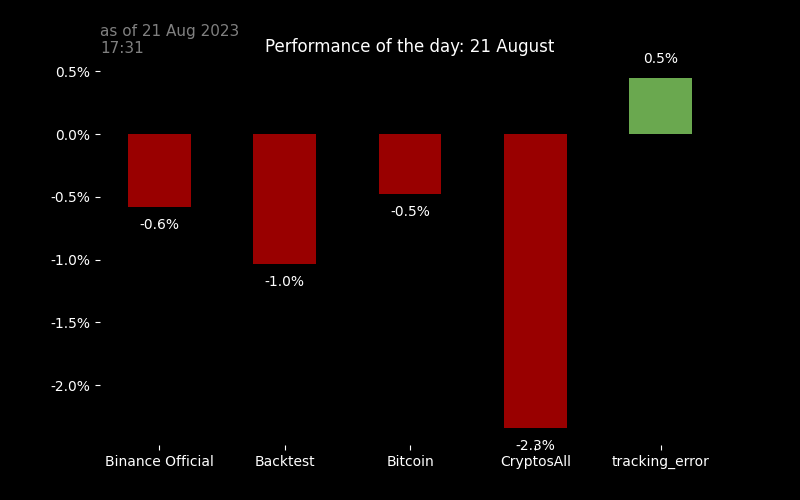 as of 21 Aug 2023
17:31
Performance of the day: 21 August
0.5%
0.0%
-0.5%
-1.0%
-1.5%
-2.0%
-0.6%
-1.0%
-0.5%
-2.3%
0.5%
Binance Official
Backtest
Bitcoin
CryptosAll
tracking_error